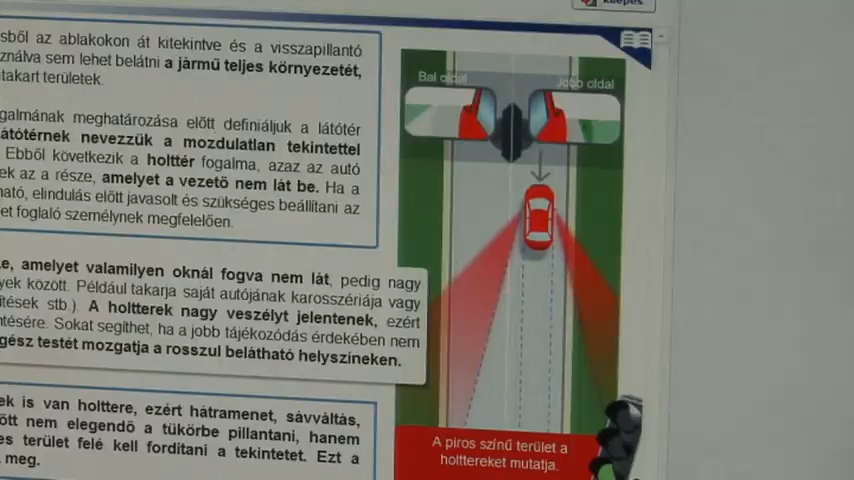 Kilépés
sből az ablakokon át kitekintve és a visszapillantó
ználva sem lehet belátni a jármű teljes környezetét,
takart területek.
galmának meghatározása előtt definiáljuk a látótér
átótérnek nevezzük a mozdulatlan tekintettel
Ebből következik a holttér fogalma, azaz az autó
ek az a része, amelyet a vezető nem lát be. Ha a
ható, elindulás előtt javasolt és szükséges beállítani az
et foglaló személynek megfelelően.
e, amelyet valamilyen oknál fogva nem lát, pedig nagy
yek között. Például takarja saját autójának karosszériája vagy
ítések stb.). A holtterek nagy veszélyt jelentenek, ezért
ntésére. Sokat segíthet, ha a jobb tájékozódás érdekében nem
gész testét mozgatja a rosszul belátható helyszíneken.
ek is van holttere, ezért hátramenet, sávváltás,
őtt nem elegendő a tükörbe pillantani, hanem
es terület felé kell fordítani a tekintetet. Ezt a
meg.
Bal oldal
Jobb oldal
A piros színű terület a
holttereket mutatja.